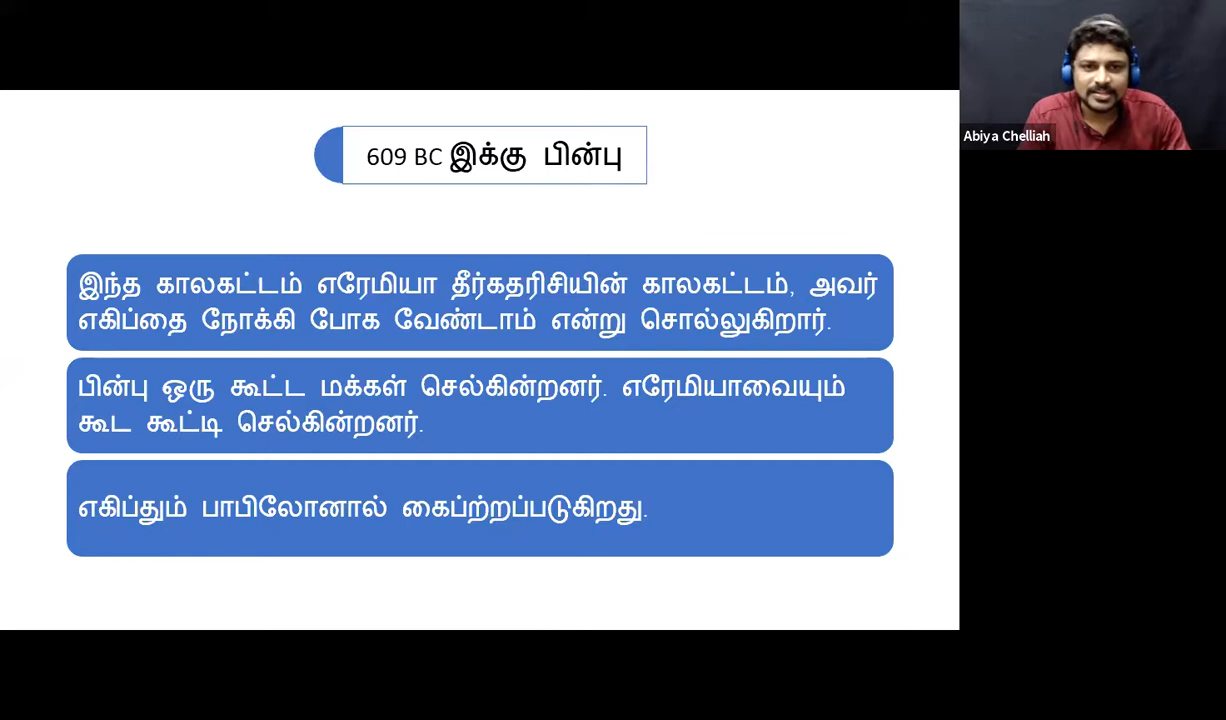 609 BC இக்கு பின்பு
Abiya Chelliah
இந்த காலகட்டம் எரேமியா தீர்கதரிசியின் காலகட்டம், அவர்
எகிப்தை நோக்கி போக வேண்டாம் என்று சொல்லுகிறார்.
பின்பு ஒரு கூட்ட மக்கள் செல்கின்றனர். எரேமியாவையும்
கூட கூட்டி செல்கின்றனர்.
எகிப்தும் பாபிலோனால் கைப்ற்றப்படுகிறது.